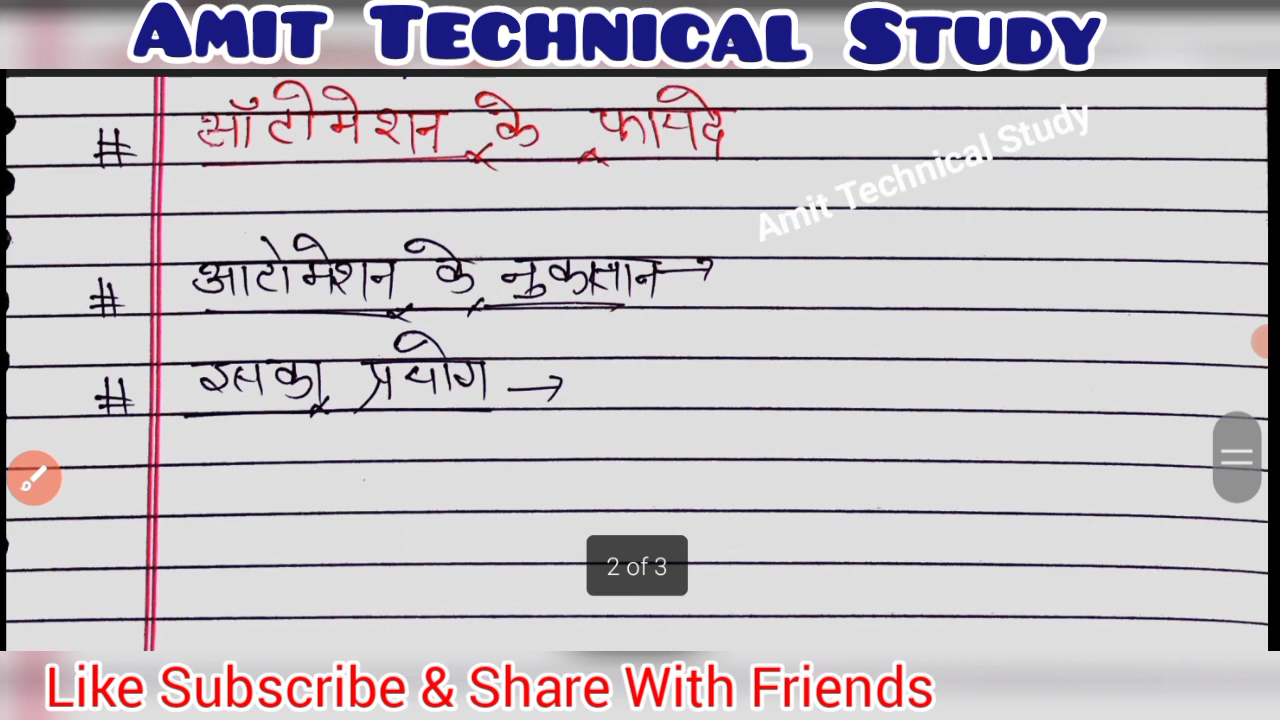 AMIT TECHNICAL STUDY
# सॉटोमेशन के फायदे
Amit Technical Study
# आटोमेशन के नुकसान →
# इसका प्रयोग →
2 of 3
Like Subscribe & Share With Friends